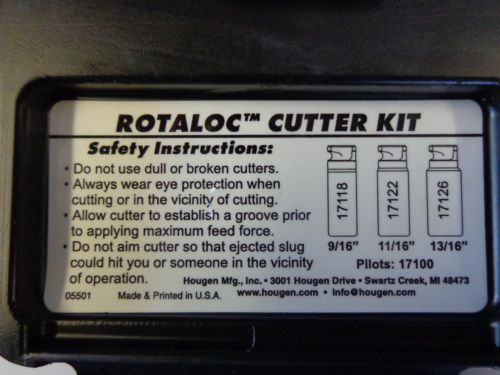 ROTALOC™ CUTTER KIT
Safety Instructions:
• Do not use dull or broken cutters.
• Always wear eye protection when
cutting or in the vicinity of cutting.
• Allow cutter to establish a groove prior
to applying maximum feed force.
• Do not aim cutter so that ejected slug
could hit you or someone in the vicinity
of operation.
17118 17122 17126
9/16” 11/16” 13/16”
Pilots: 17100
Hougen Mfg., Inc. • 3001 Hougen Drive • Swartz Creek, MI 48473
05501 Made & Printed in U.S.A. www.hougen.com • info@hougen.com